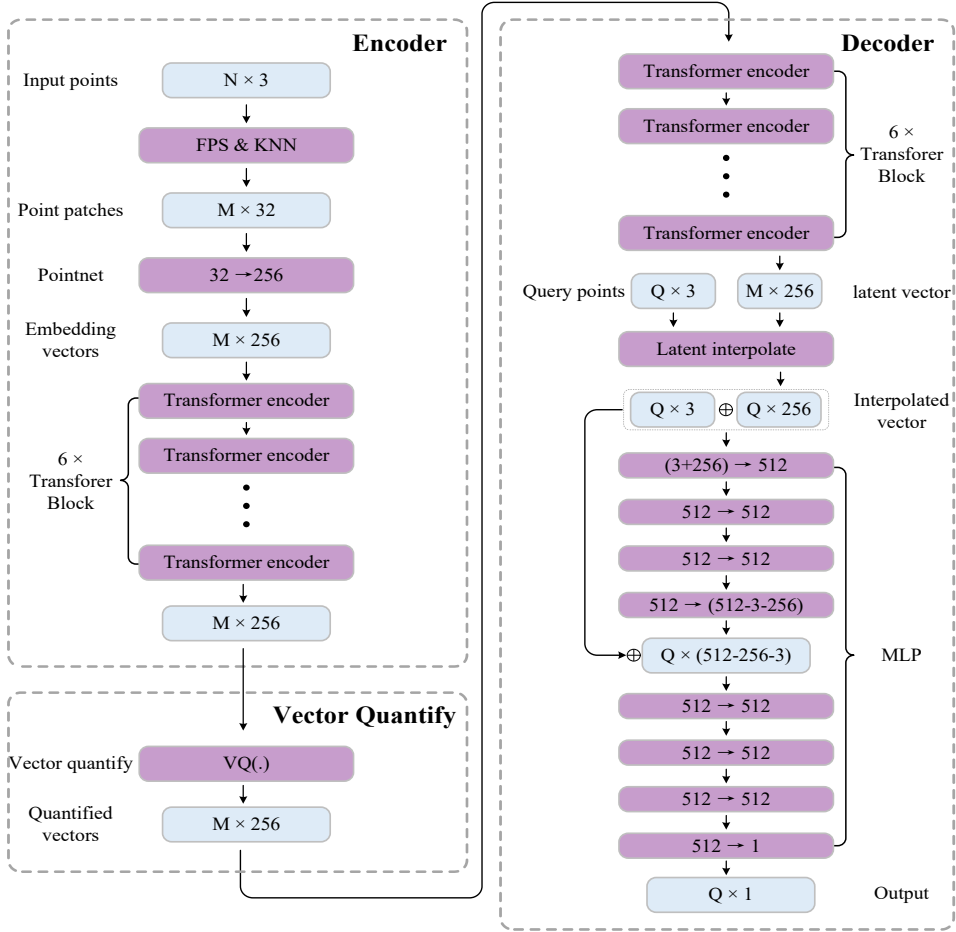 Encoder
Input points
N × 3
FPS & KNN
Point patches
M × 32
Pointnet
32 → 256
Embedding
vectors
M × 256
Transformer encoder
Transformer encoder
6 ×
Transforer
Block
Transformer encoder
M × 256
Vector Quantify
Vector quantify
VQ(.)
Quantified
vectors
M × 256
Decoder
Transformer encoder
Transformer encoder
6 ×
Transforer
Block
Transformer encoder
Query points
Q × 3
M × 256
latent vector
Latent interpolate
Q × 3
⊕
Q × 256
Interpolated
vector
(3+256) → 512
512 → 512
512 → 512
512 → (512-3-256)
⊕
Q × (512-256-3)
MLP
512 → 512
512 → 512
512 → 512
512 → 1
Q × 1
Output